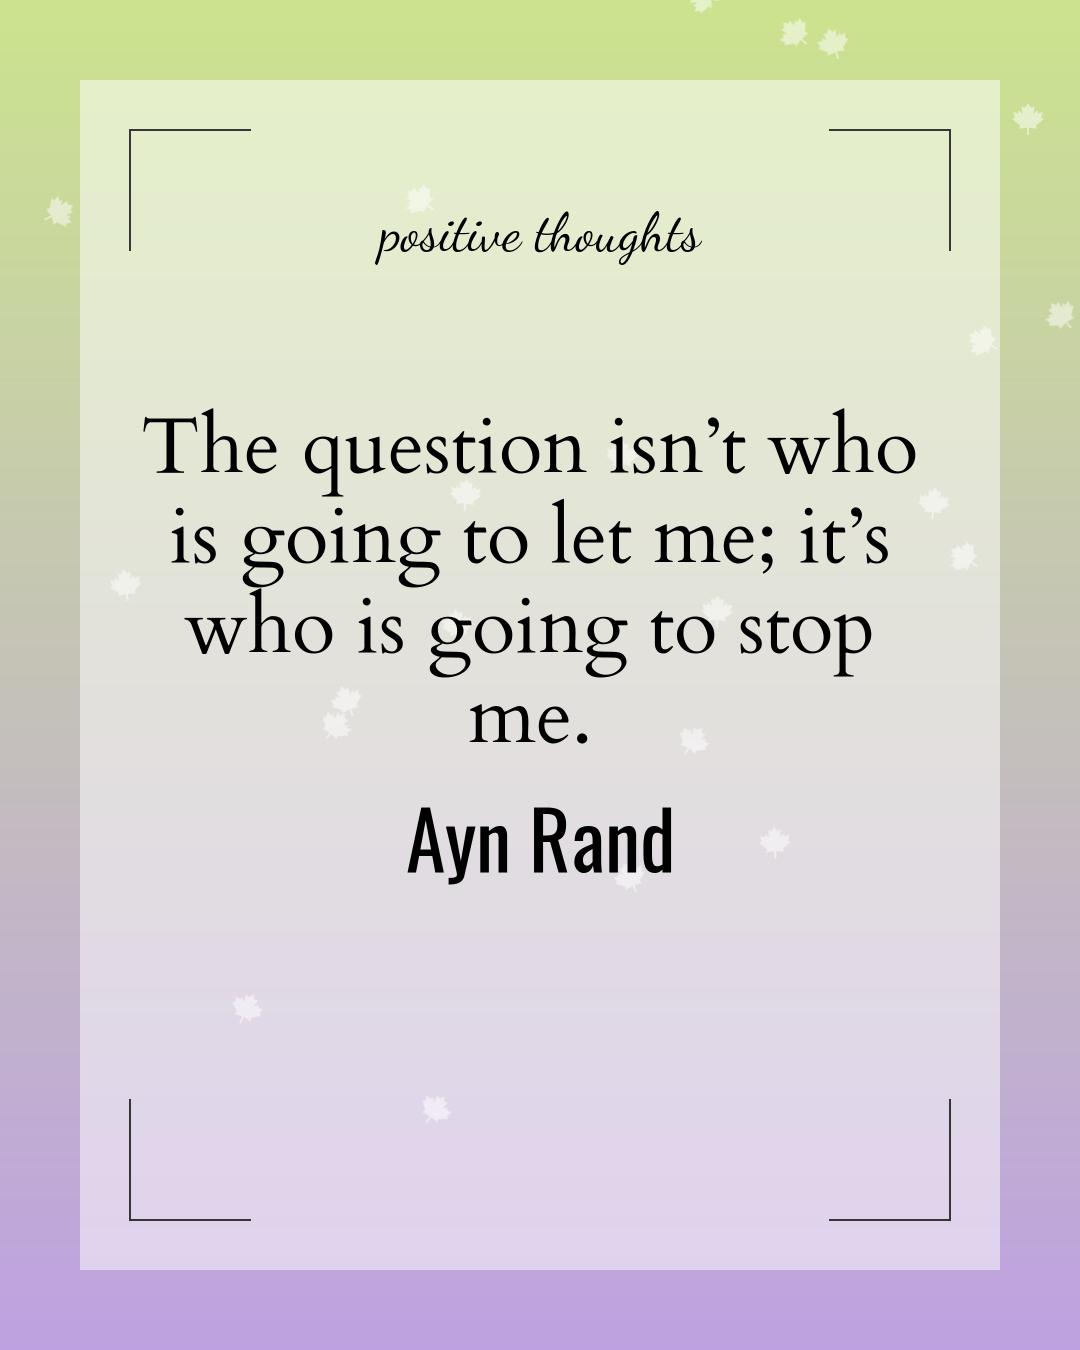 positive thoughts
The question isn’t who
is going to let me; it’s
who is going to stop
me.
Ayn Rand